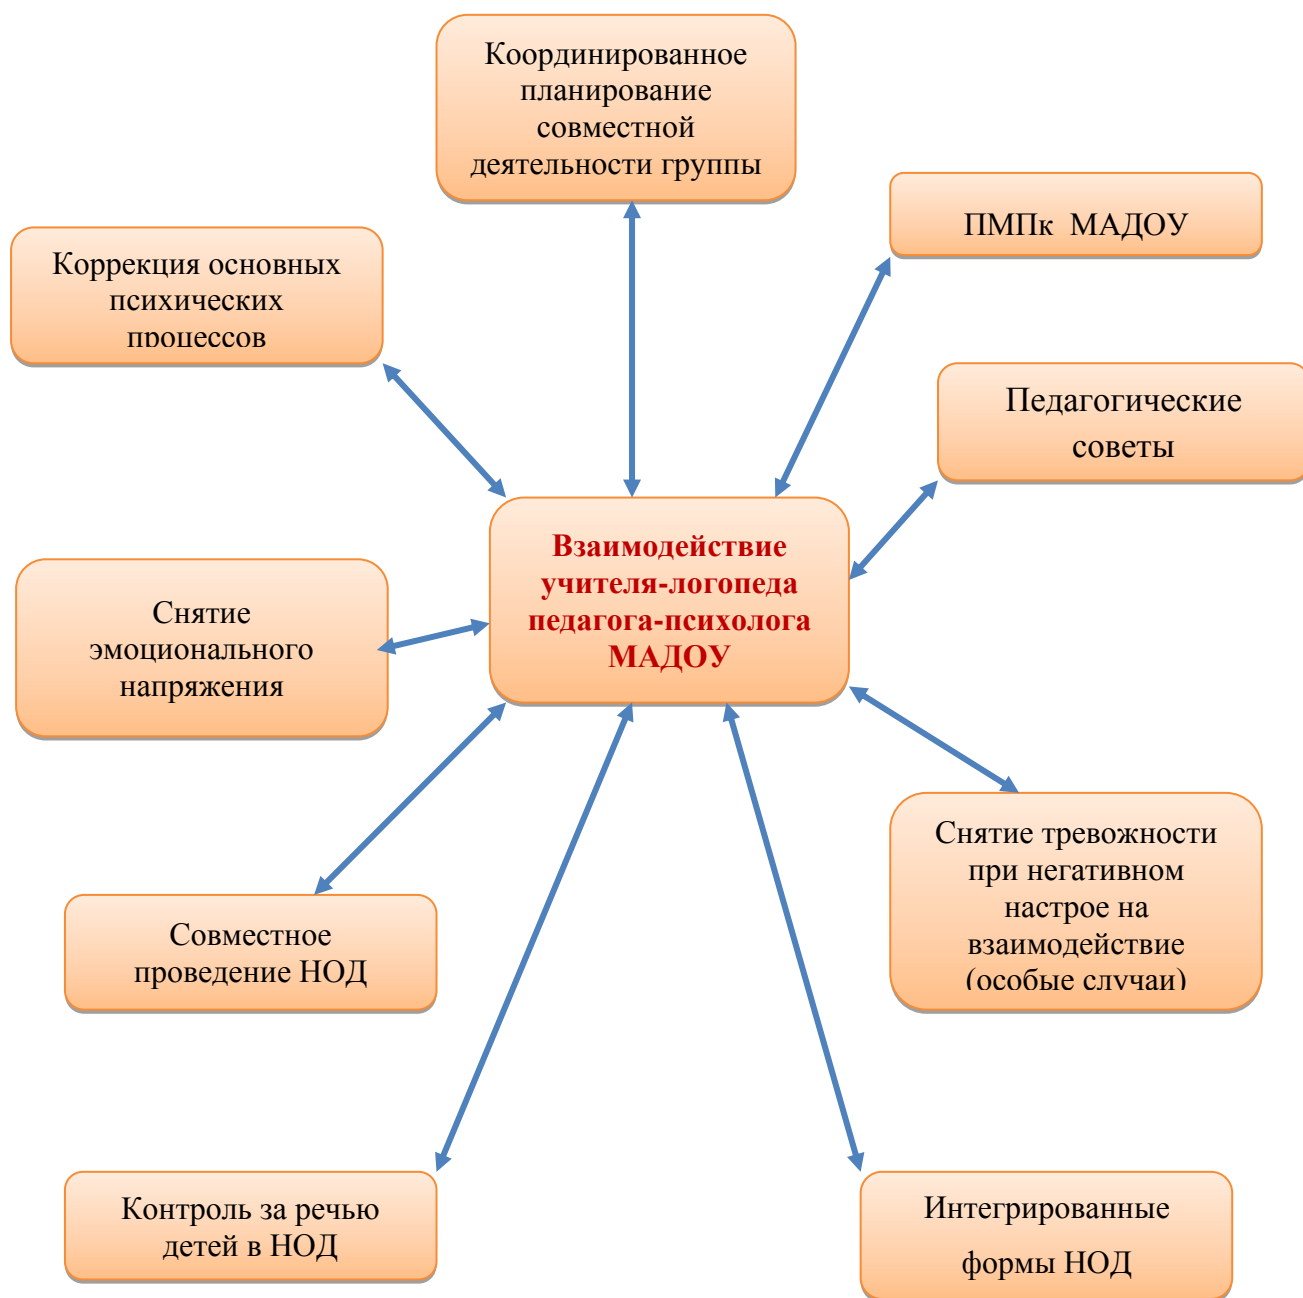 Координированное
планирование
совместной
деятельности группы
ПМПк МАДОУ
Коррекция основных
психических
процессов
Педагогические
советы
Взаимодействие
учителя-логопеда
педагога-психолога
МАДОУ
Снятие
эмоционального
напряжения
Снятие тревожности
при негативном
настрое на
взаимодействие
(особые случаи)
Совместное
проведение НОД
Контроль за речью
детей в НОД
Интегрированные
формы НОД